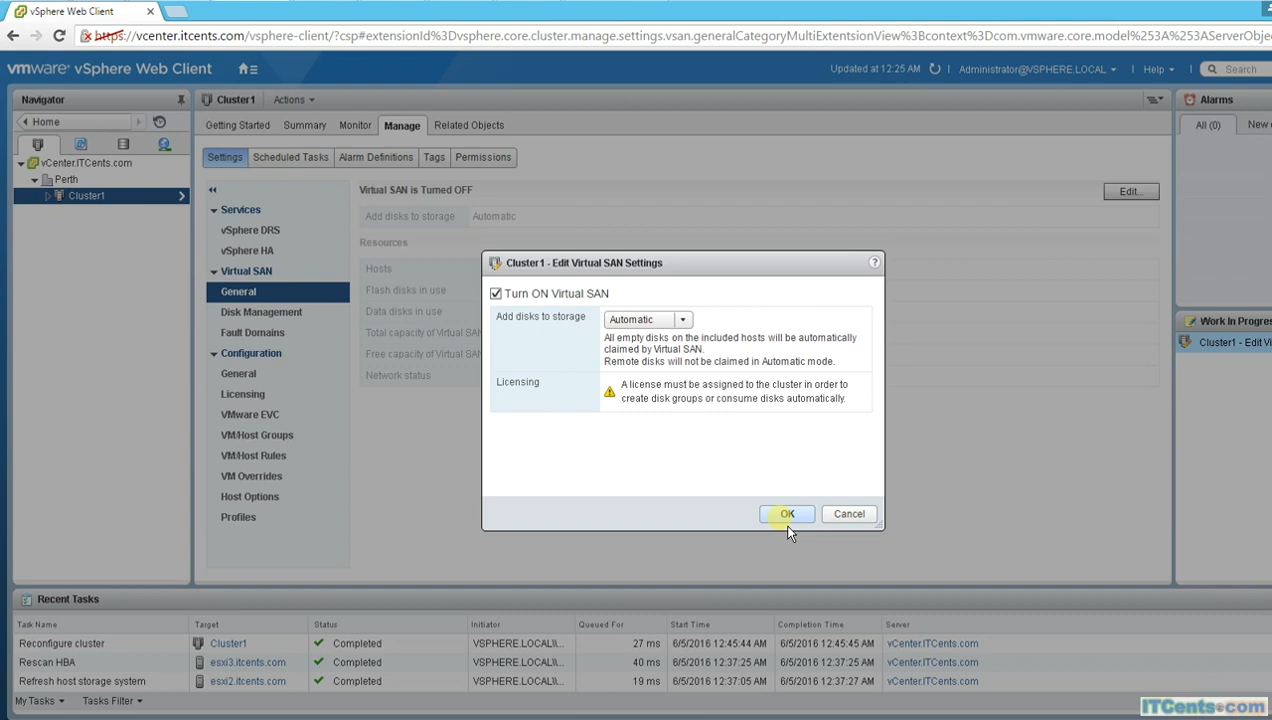 vSphere Web Client
https://vcenter.itcents.com/vsphere-client/?csp#extensionId%3Dvsphere.core.cluster.manage.settings.vsan.generalCategoryMultiExtentsionView%3Bcontext%3Dcom.vmware.core.model%253A%253AServerObjec
vmware® vSphere Web Client
Updated at 12:25 AM
Administrator@VSPHERE.LOCAL
Help
Search
Navigator
Home
vCenter.ITCents.com
Perth
Cluster1
Cluster1
Actions
Getting Started
Summary
Monitor
Manage
Related Objects
Settings
Scheduled Tasks
Alarm Definitions
Tags
Permissions
Services
vSphere DRS
vSphere HA
Virtual SAN
General
Disk Management
Fault Domains
Configuration
General
Licensing
VMware EVC
VM/Host Groups
VM/Host Rules
VM Overrides
Host Options
Profiles
Virtual SAN is Turned OFF
Edit...
Add disks to storage
Automatic
Resources
Hosts
Flash disks in use
Data disks in use
Total capacity of Virtual SAN
Free capacity of Virtual SAN
Network status
Cluster1 - Edit Virtual SAN Settings
?
Turn ON Virtual SAN
Add disks to storage
Automatic
All empty disks on the included hosts will be automatically
claimed by Virtual SAN.
Remote disks will not be claimed in Automatic mode.
Licensing
A license must be assigned to the cluster in order to
create disk groups or consume disks automatically.
OK
Cancel
Alarms
All (0)
New
Work In Progres
Cluster1 - Edit Vi
Recent Tasks
Task Name Target Status Initiator Queued For Start Time Completion Time Server
Reconfigure cluster Cluster1 Completed VSPHERE.LOCAL\\... 27 ms 6/5/2016 12:45:44 AM 6/5/2016 12:45:45 AM vCenter.ITCents.com
Rescan HBA esxi3.itcents.com Completed VSPHERE.LOCAL\\... 40 ms 6/5/2016 12:37:25 AM 6/5/2016 12:37:25 AM vCenter.ITCents.com
Refresh host storage system esxi2.itcents.com Completed VSPHERE.LOCAL\\... 19 ms 6/5/2016 12:37:05 AM 6/5/2016 12:37:27 AM vCenter.ITCents.com
My Tasks
Tasks Filter
ITCents.com